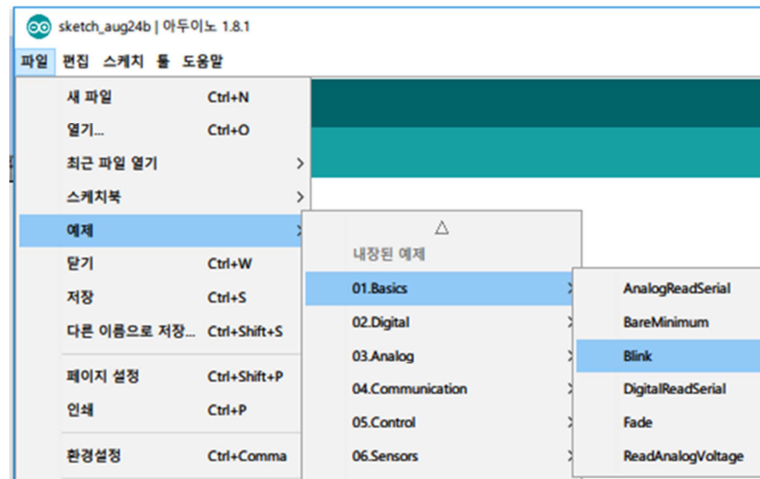 sketch_aug24b | 아두이노 1.8.1
파일 편집 스케치 툴 도움말
새 파일 Ctrl+N
열기... Ctrl+O
최근 파일 열기
스케치북
예제
닫기 Ctrl+W
저장 Ctrl+S
다른 이름으로 저장... Ctrl+Shift+S
페이지 설정 Ctrl+Shift+P
인쇄 Ctrl+P
환경설정 Ctrl+Comma
내장된 예제
01.Basics
02.Digital
03.Analog
04.Communication
05.Control
06.Sensors
AnalogReadSerial
BareMinimum
Blink
DigitalReadSerial
Fade
ReadAnalogVoltage